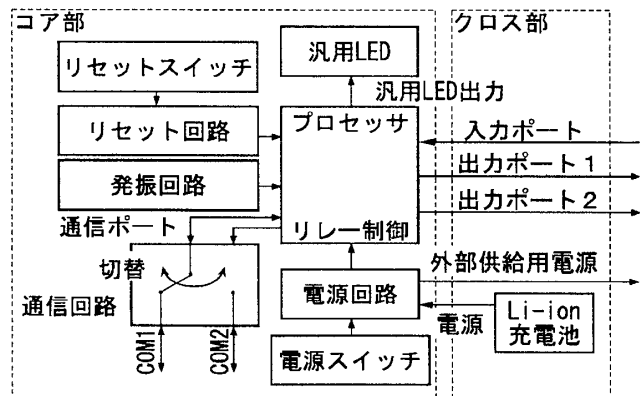 コア部
クロス部
リセットスイッチ
汎用LED
汎用LED出力
リセット回路
プロセッサ
入力ポート
出力ポート1
発振回路
出力ポート2
通信ポート
リレー制御
切替
通信回路
外部供給用電源
電源回路
電源
Li-ion
充電池
電源スイッチ
COM1
COM2